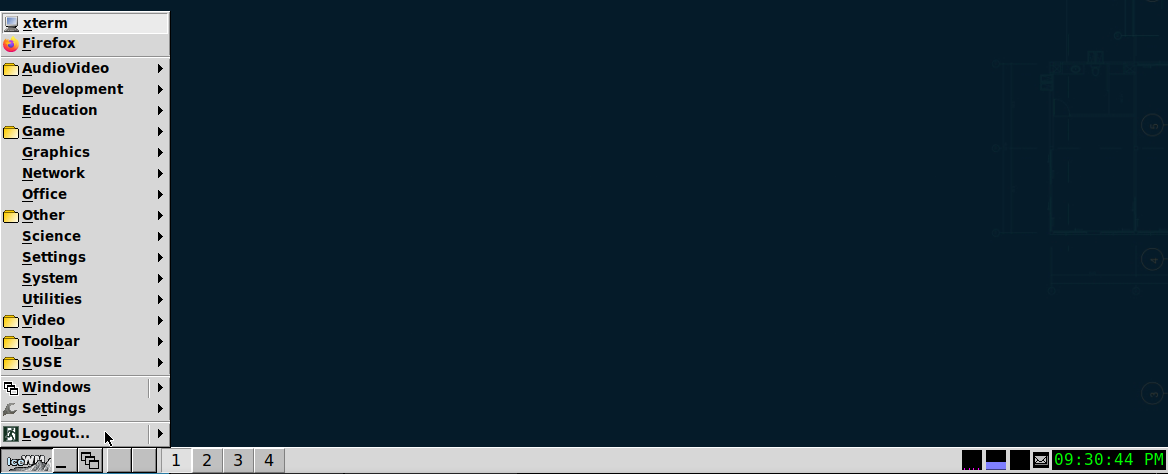 xterm
Firefox
AudioVideo
Development
Education
Game
Graphics
Network
Office
Other
Science
Settings
System
Utilities
Video
Toolbar
SUSE
Windows
Settings
Logout...
IceWM 1 2 3 4 09:30:44 PM